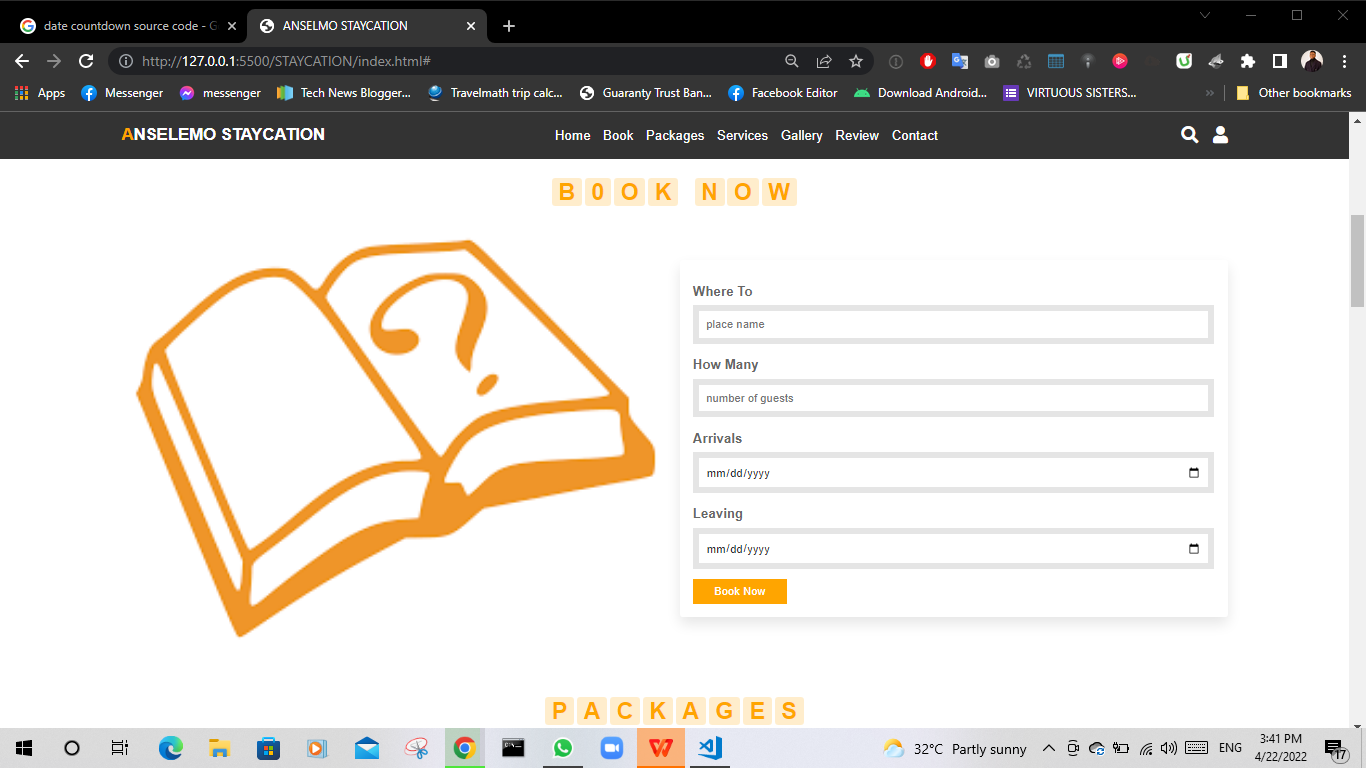 date countdown source code - G
ANSELMO STAYCATION
http://127.0.0.1:5500/STAYCATION/index.html#
Apps Messenger messenger Tech News Blogger... Travelmath trip calc... Guaranty Trust Ban... Facebook Editor Download Android... VIRTUOUS SISTERS... » Other bookmarks
ANSELEMO STAYCATION Home Book Packages Services Gallery Review Contact
B 0 O K N O W
?
Where To
place name
How Many
number of guests
Arrivals
mm/dd/yyyy
Leaving
mm/dd/yyyy
Book Now
P A C K A G E S
32°C Partly sunny ENG 3:41 PM
4/22/2022 17